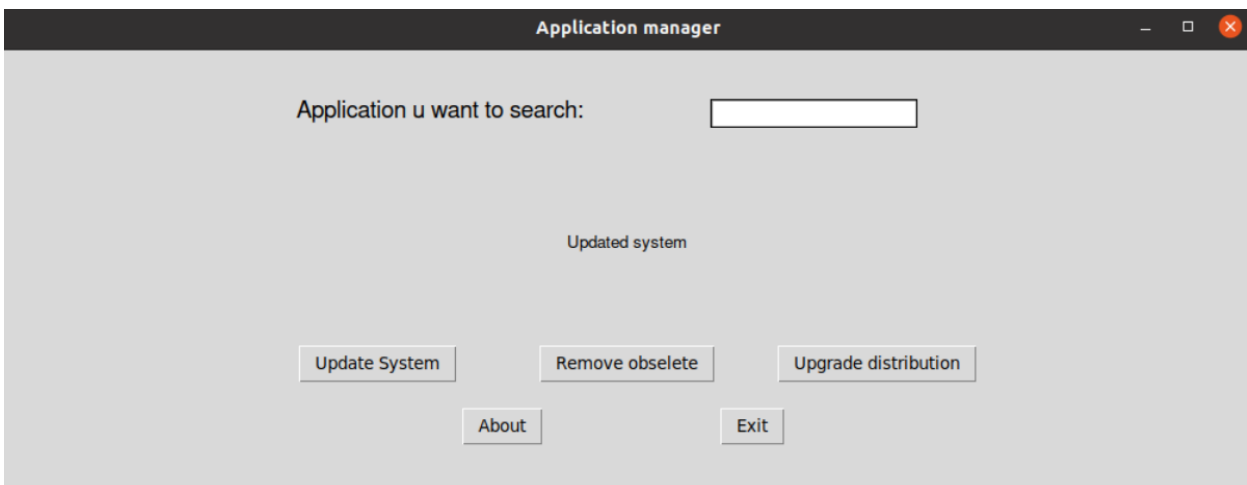 Application manager
Application u want to search:
Updated system
Update System Remove obselete Upgrade distribution
About Exit